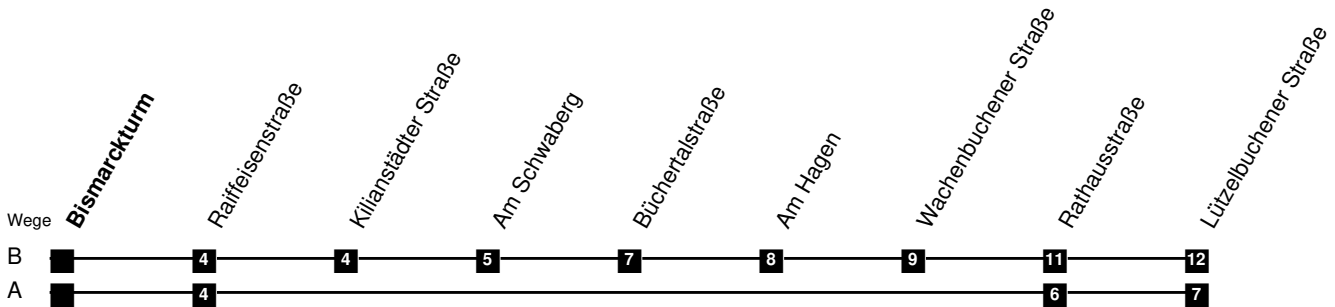 Bismarckturm
Raiffeisenstraße
Kilianstädter Straße
Am Schwaberg
Büchertalstraße
Am Hagen
Wachenbuchener Straße
Rathausstraße
Lützelbuchener Straße
Wege
B 4 4 5 7 8 9 11 12
A 4 6 7